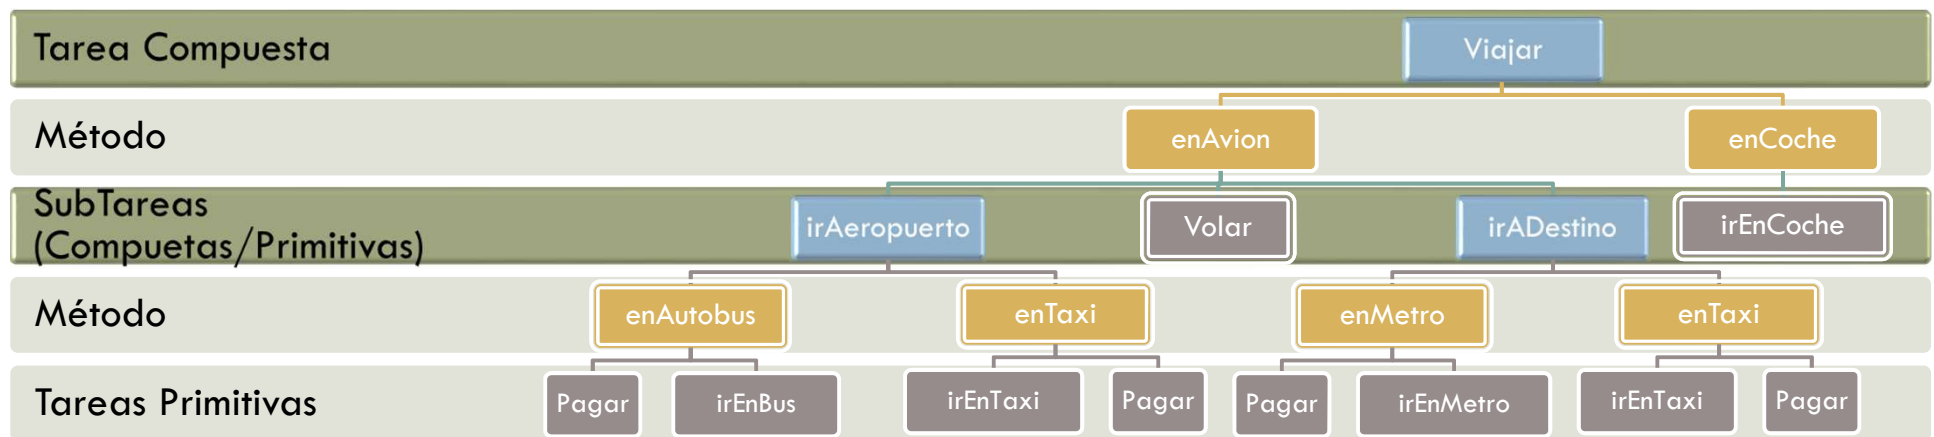 Tarea Compuesta
Viajar
Método
enAvion
enCoche
SubTareas
(Compuetas/Primitivas)
irAeropuerto
Volar
irADestino
irEnCoche
Método
enAutobus
enTaxi
enMetro
enTaxi
Tareas Primitivas
Pagar
irEnBus
irEnTaxi
Pagar
Pagar
irEnMetro
irEnTaxi
Pagar